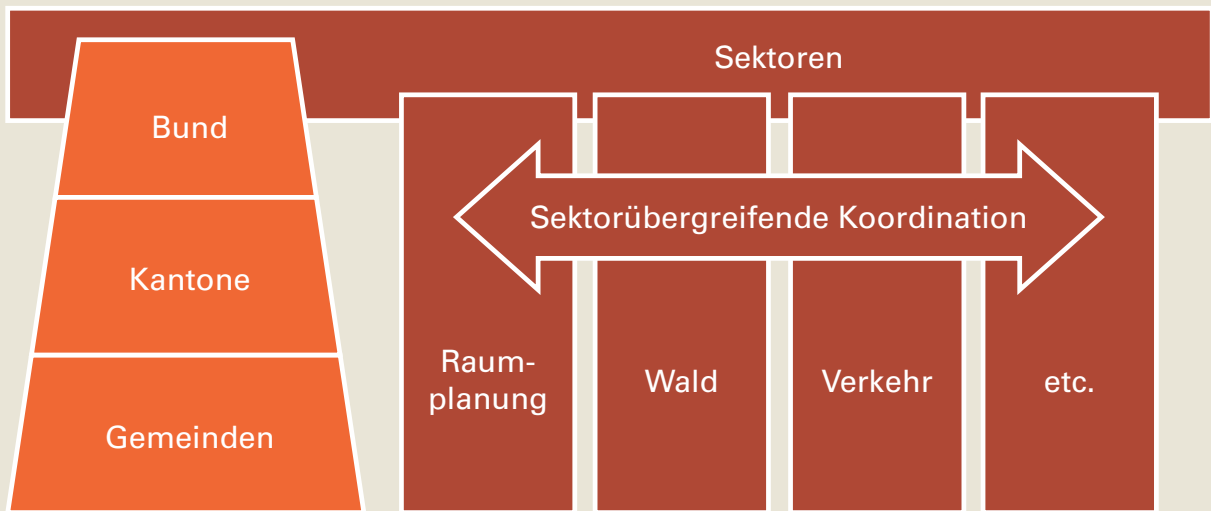 Sektoren
Bund
Kantone
Gemeinden
Sektorübergreifende Koordination
Raum-
planung
Wald
Verkehr
etc.